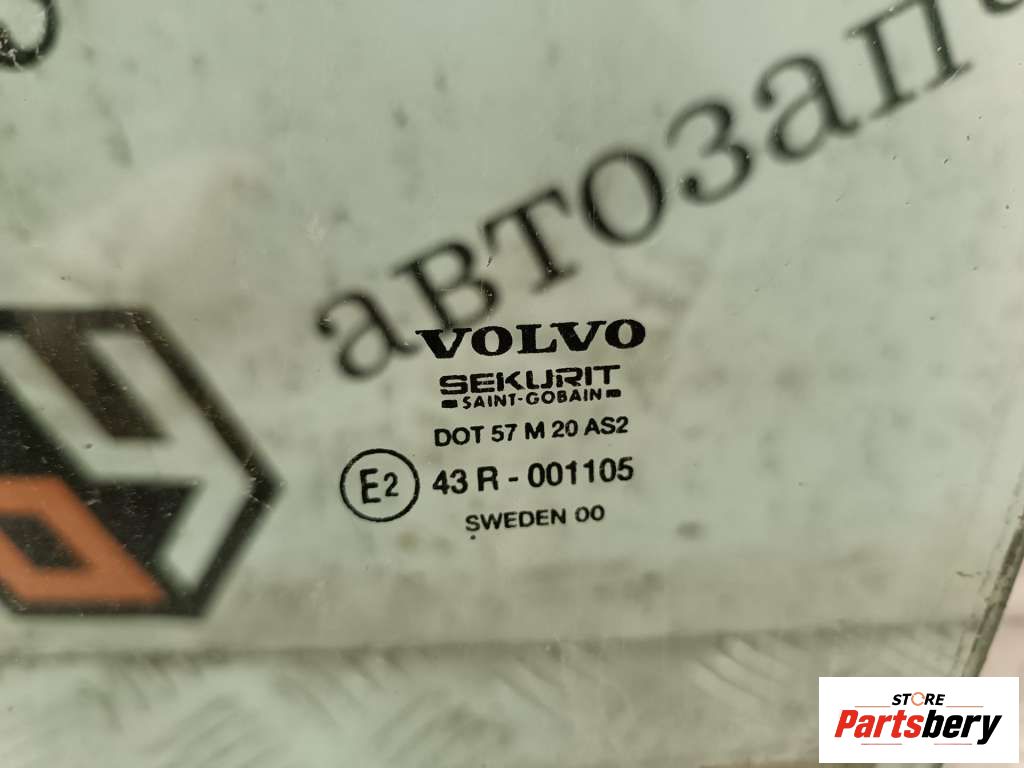 автозап
VOLVO
SEKURIT
SAINT-GOBAIN
DOT 57 M 20 AS2
E2 43 R - 001105
SWEDEN 00
STORE
Partsbery